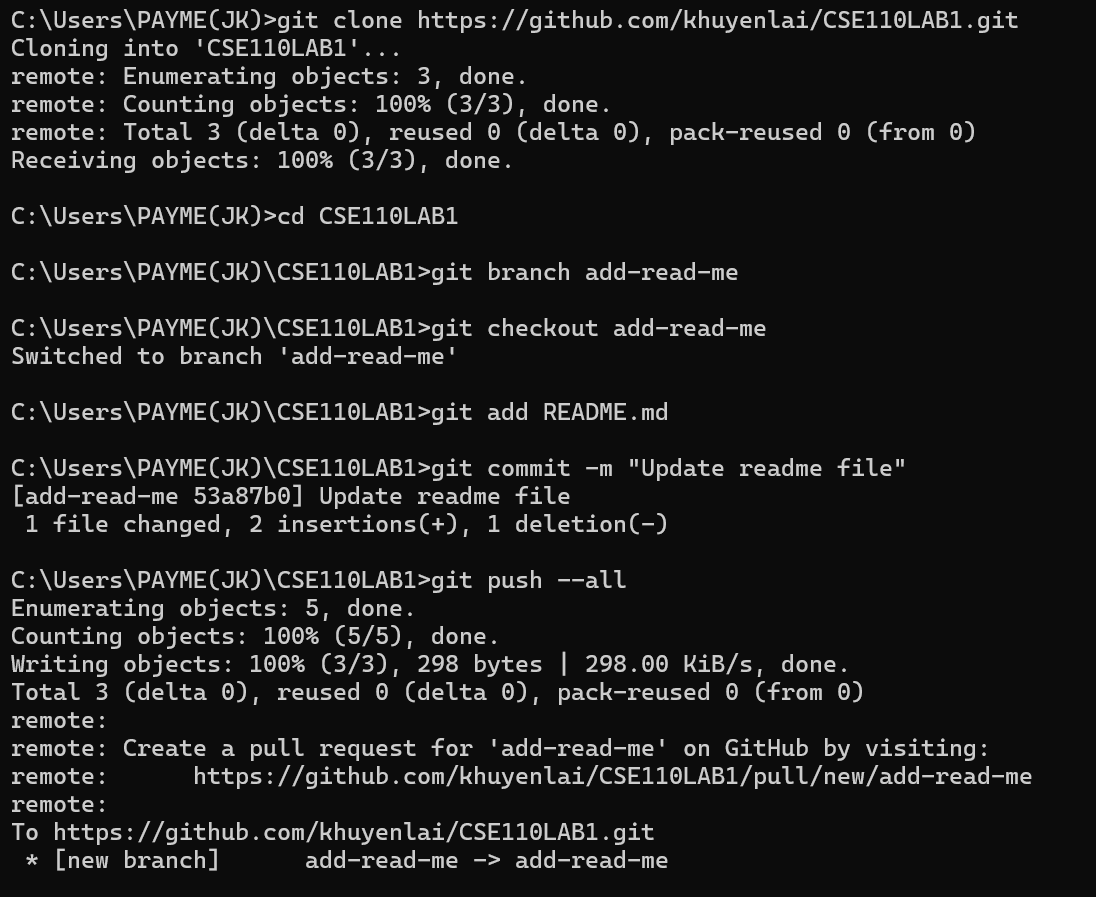 C:\Users\PAYME(JK)>git clone https://github.com/khuyenlai/CSE110LAB1.git
Cloning into 'CSE110LAB1'...
remote: Enumerating objects: 3, done.
remote: Counting objects: 100% (3/3), done.
remote: Total 3 (delta 0), reused 0 (delta 0), pack-reused 0 (from 0)
Receiving objects: 100% (3/3), done.
C:\Users\PAYME(JK)>cd CSE110LAB1
C:\Users\PAYME(JK)\CSE110LAB1>git branch add-read-me
C:\Users\PAYME(JK)\CSE110LAB1>git checkout add-read-me
Switched to branch 'add-read-me'
C:\Users\PAYME(JK)\CSE110LAB1>git add README.md
C:\Users\PAYME(JK)\CSE110LAB1>git commit -m "Update readme file"
[add-read-me 53a87b0] Update readme file
 1 file changed, 2 insertions(+), 1 deletion(-)
C:\Users\PAYME(JK)\CSE110LAB1>git push --all
Enumerating objects: 5, done.
Counting objects: 100% (5/5), done.
Writing objects: 100% (3/3), 298 bytes | 298.00 KiB/s, done.
Total 3 (delta 0), reused 0 (delta 0), pack-reused 0 (from 0)
remote:
remote: Create a pull request for 'add-read-me' on GitHub by visiting:
remote:      https://github.com/khuyenlai/CSE110LAB1/pull/new/add-read-me
remote:
To https://github.com/khuyenlai/CSE110LAB1.git
 * [new branch]      add-read-me -> add-read-me